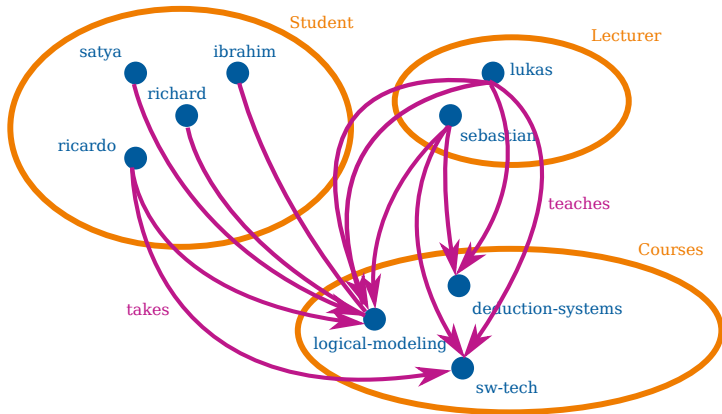 Student
Lecturer
satya
ibrahim
lukas
richard
sebastian
ricardo
teaches
Courses
takes
deduction-systems
logical-modeling
sw-tech